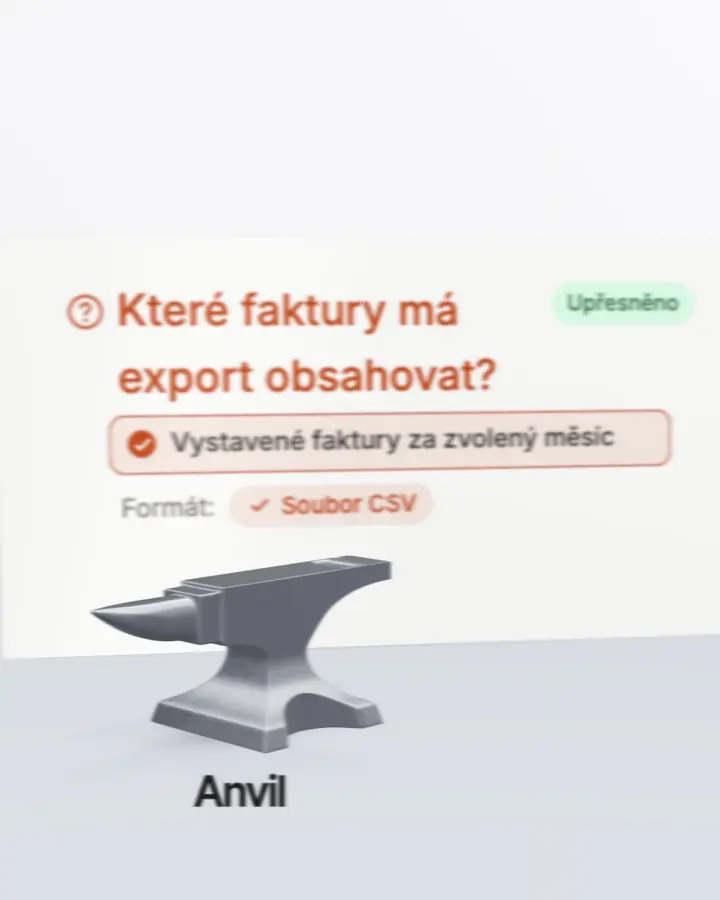 Které faktury má
export obsahovat?
Upřesněno
Vystavené faktury za zvolený měsíc
Formát: Soubor CSV
Anvil